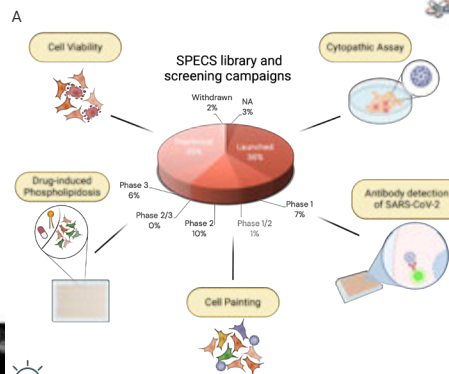 A
Cell Viability
SPECS library and
screening campaigns
Cytopathic Assay
Withdrawn
2%
NA
3%
Launched
Phase 3
6%
Drug-induced
Phospholipidosis
Phase 2/3
0%
Phase 2
10%
Phase 1/2
1%
Phase 1
7%
Antibody detection
of SARS-CoV-2
Cell Painting